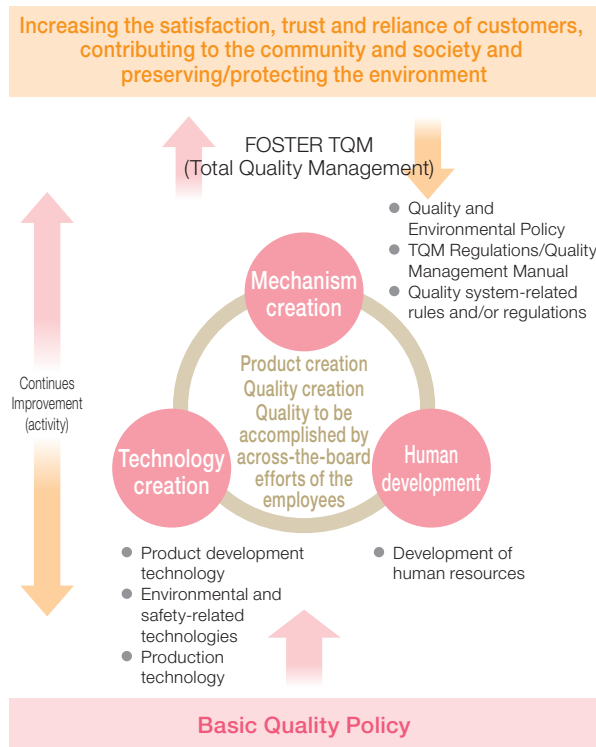 Increasing the satisfaction, trust and reliance of customers,
contributing to the community and society and
preserving/protecting the environment
FOSTER TQM
(Total Quality Management)
● Quality and
Environmental Policy
● TQM Regulations/Quality
Management Manual
● Quality system-related
rules and/or regulations
Mechanism
creation
Product creation
Quality creation
Quality to be
accomplished by
across-the-board
efforts of the
employees
Continues
Improvement
(activity)
Technology
creation
Human
development
● Product development
technology
● Environmental and
safety-related
technologies
● Production
technology
● Development of
human resources
Basic Quality Policy